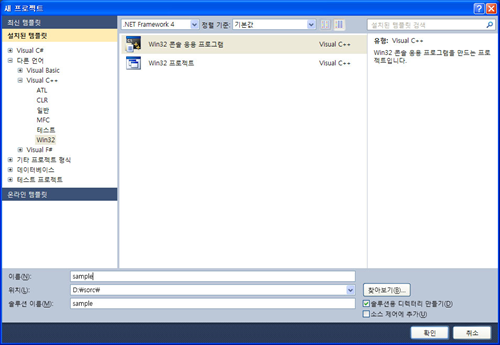 새 프로젝트
최신 템플릿
설치된 템플릿
Visual C#
다른 언어
Visual Basic
Visual C++
ATL
CLR
일반
MFC
테스트
Win32
Visual F#
기타 프로젝트 형식
데이터베이스
테스트 프로젝트
온라인 템플릿
.NET Framework 4 정렬 기준: 기본값
Win32 콘솔 응용 프로그램 Visual C++
Win32 프로젝트 Visual C++
설치된 템플릿 검색
유형: Visual C++
Win32 콘솔 응용 프로그램을 만드는 프
로젝트입니다.
이름(N): sample
위치(L): D:\sorc\ 찾아보기(B)...
솔루션 이름(M): sample
솔루션용 디렉터리 만들기(D)
소스 제어에 추가(U)
확인 취소